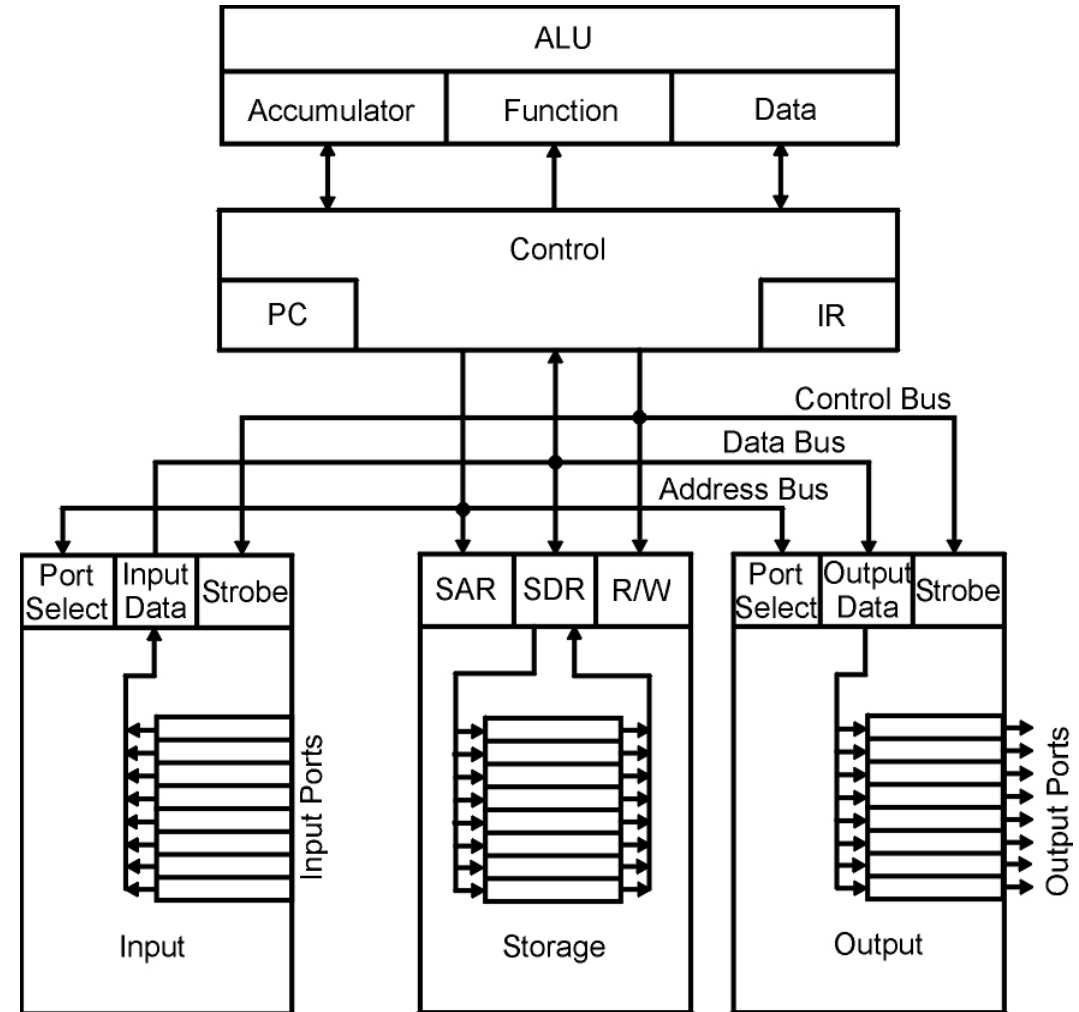 ALU
Accumulator
Function
Data
Control
PC
IR
Control Bus
Data Bus
Address Bus
Port
Select
Input
Data
Strobe
SAR
SDR
R/W
Port
Select
Output
Data
Strobe
Input Ports
Output Ports
Input
Storage
Output